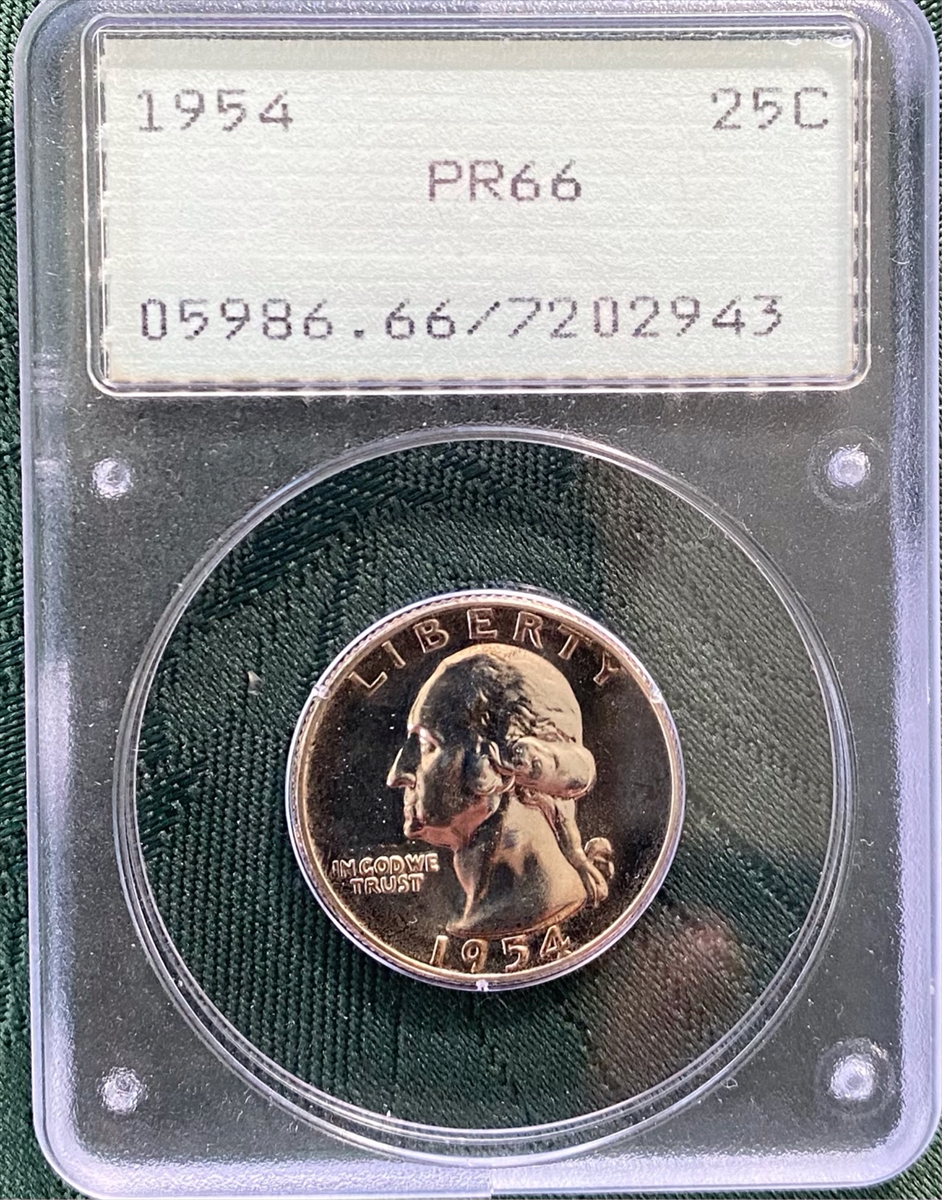 1954 25C
PR66
05986.66/7202943
LIBERTY
IN GOD WE
TRUST
1954